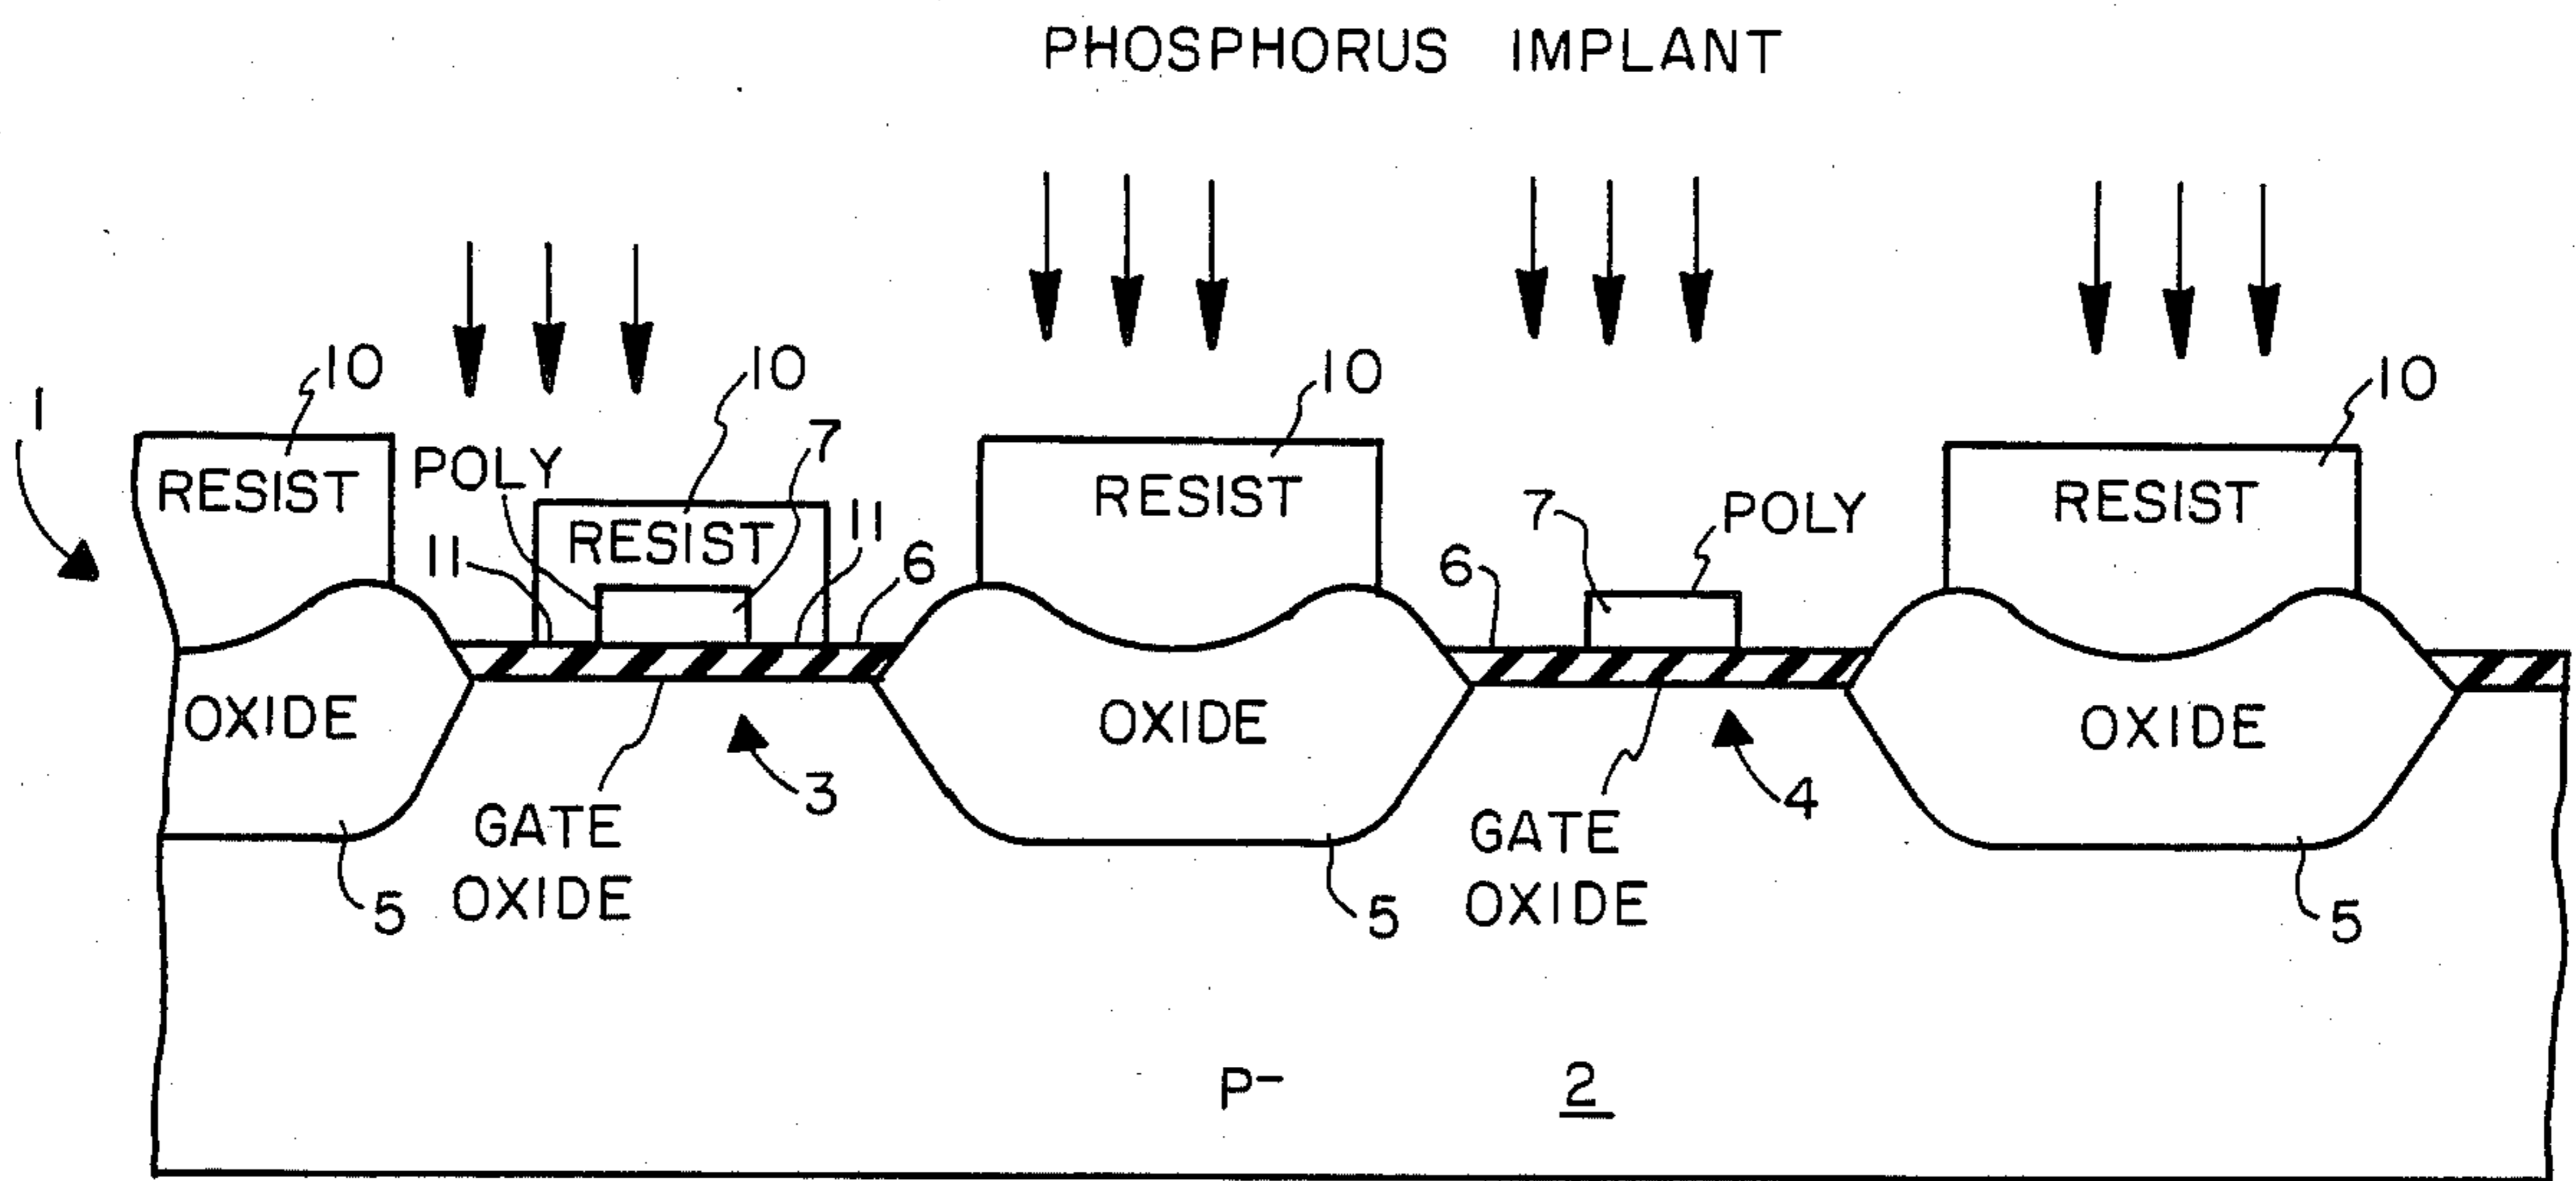 PHOSPHORUS IMPLANT
10
10
10
10
1
RESIST
POLY
7
RESIST
RESIST
11
RESIST
11
6
7
POLY
6
OXIDE
OXIDE
OXIDE
3
4
GATE
OXIDE
GATE
OXIDE
5
5
5
P-
2